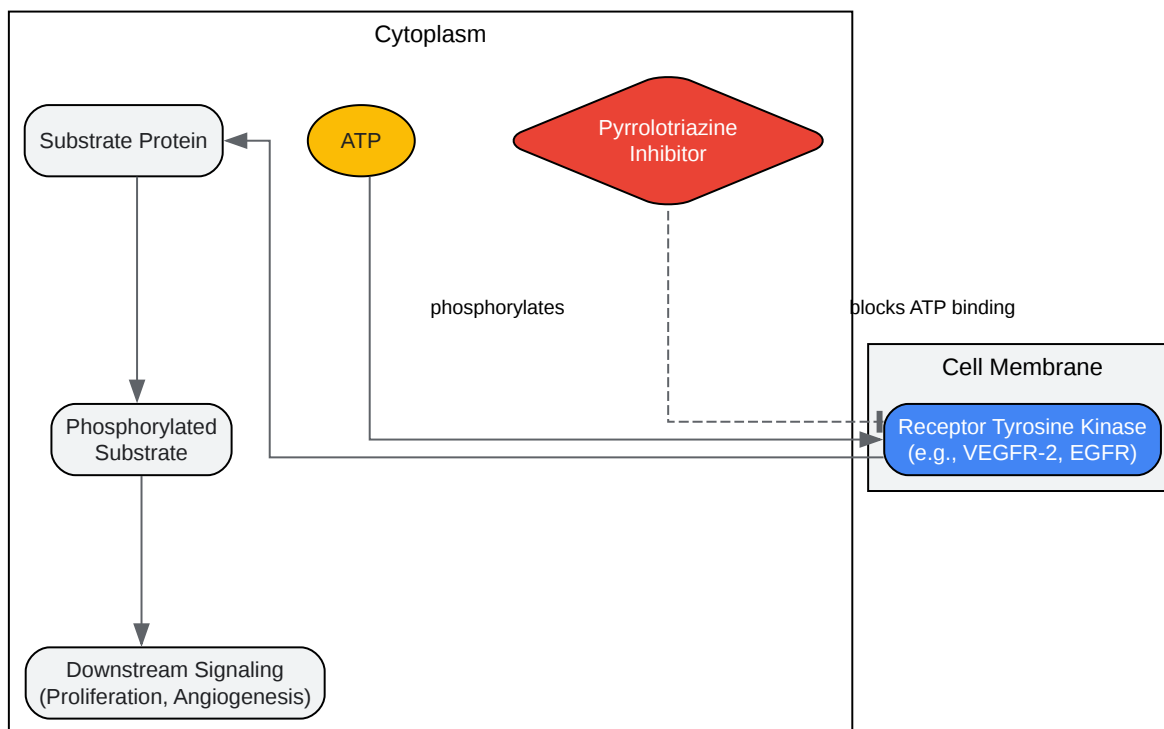 Cytoplasm
Substrate Protein
ATP
Pyrrolotriazine
Inhibitor
phosphorylates
blocks ATP binding
Cell Membrane
Receptor Tyrosine Kinase
(e.g., VEGFR-2, EGFR)
Phosphorylated
Substrate
Downstream Signaling
(Proliferation, Angiogenesis)